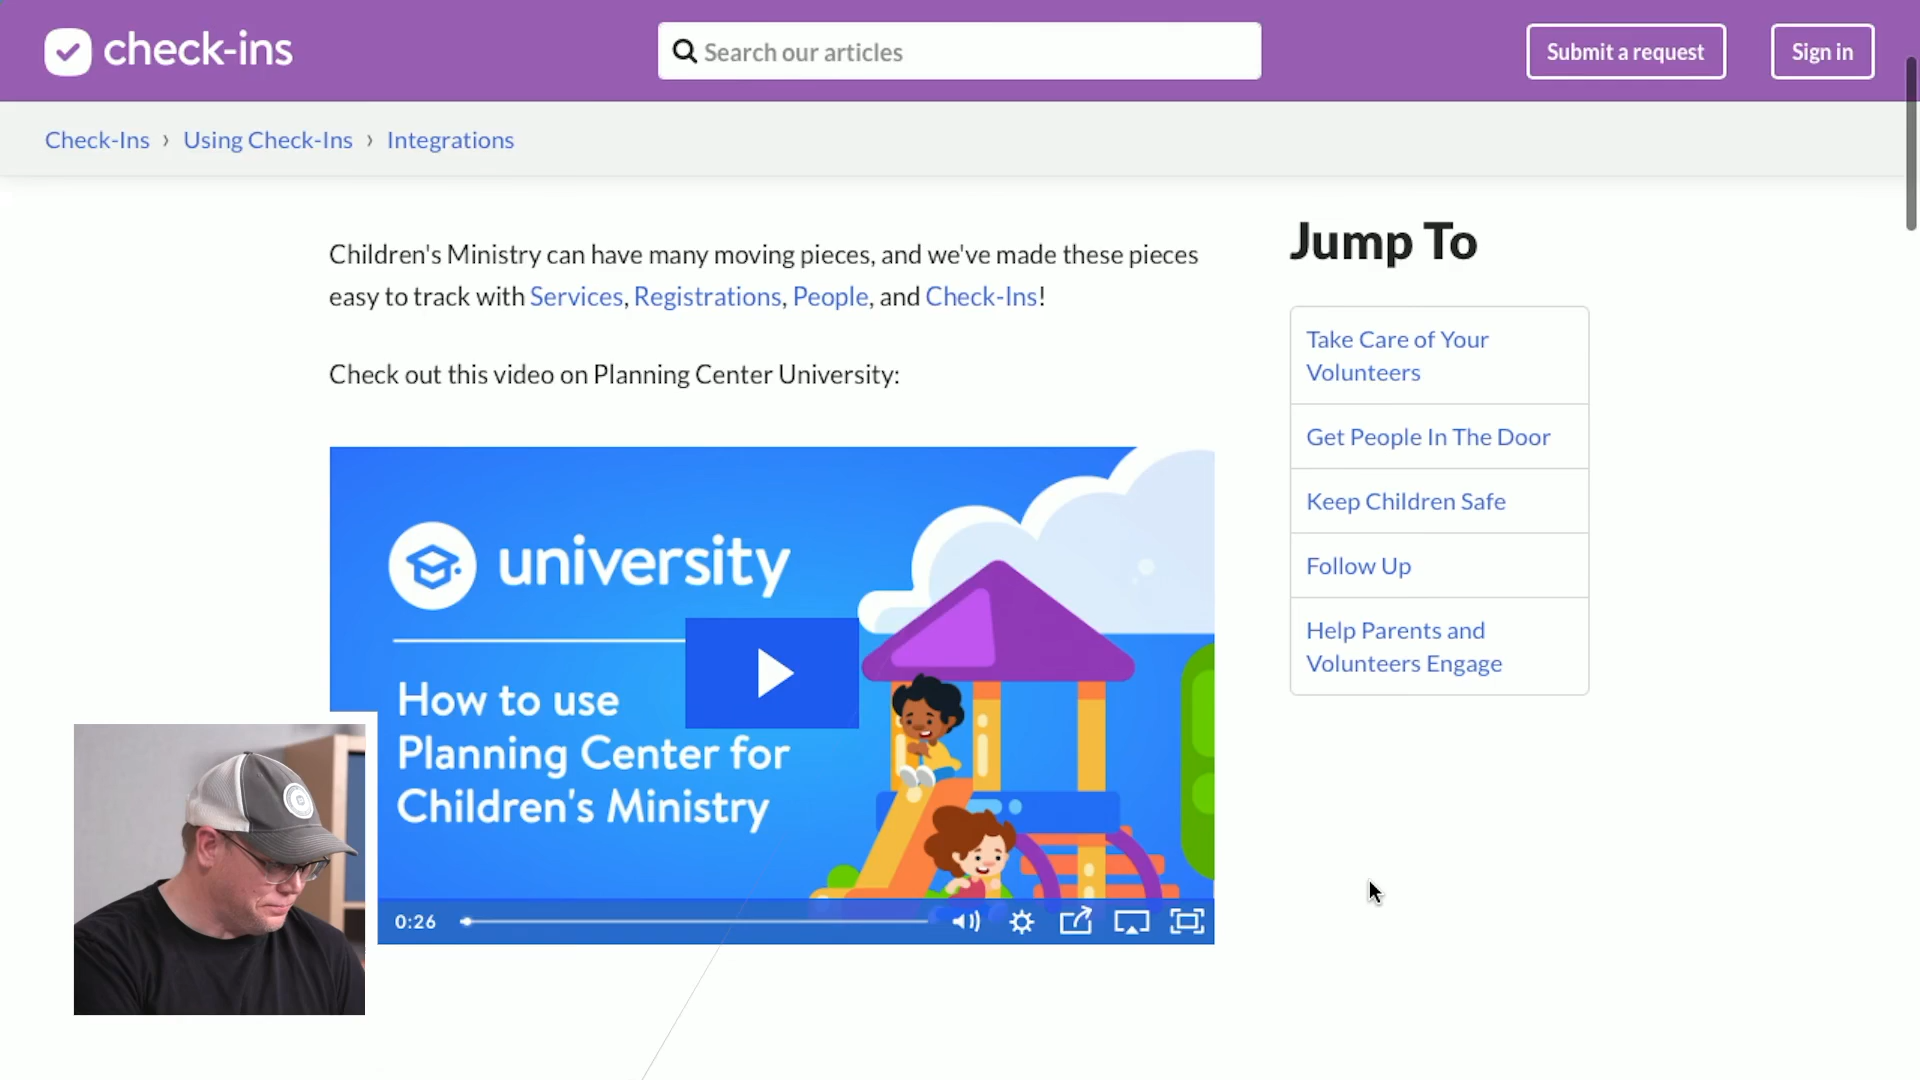 check-ins
Search our articles
Submit a request
Sign in
Check-Ins › Using Check-Ins › Integrations
Children's Ministry can have many moving pieces, and we've made these pieces
easy to track with Services, Registrations, People, and Check-Ins!
Check out this video on Planning Center University:
university
How to use
Planning Center for
Children's Ministry
0:26
Jump To
Take Care of Your
Volunteers
Get People In The Door
Keep Children Safe
Follow Up
Help Parents and
Volunteers Engage